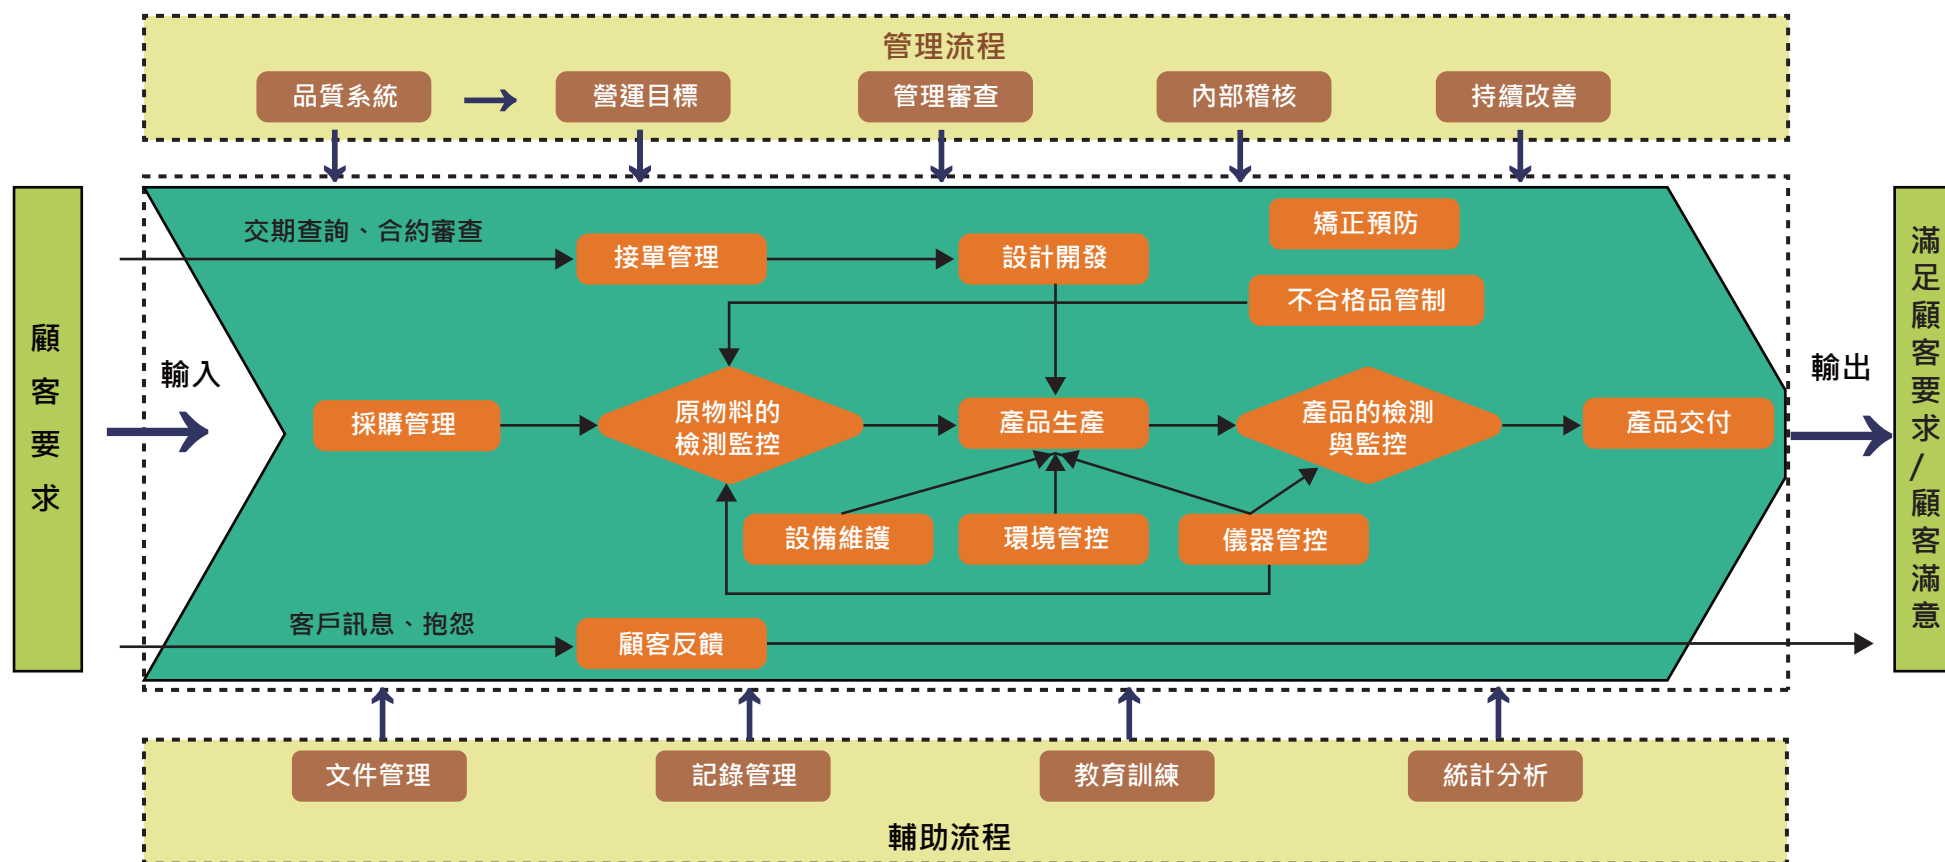 管理流程
品質系統
營運目標
管理審查
內部稽核
持續改善
顧客要求
輸入
交期查詢、合約審查
接單管理
設計開發
矯正預防
不合格品管制
採購管理
原物料的
檢測監控
產品生產
產品的檢測
與監控
產品交付
設備維護
環境管控
儀器管控
客戶訊息、抱怨
顧客反饋
輸出
滿足顧客要求/顧客滿意
文件管理
記錄管理
教育訓練
統計分析
輔助流程